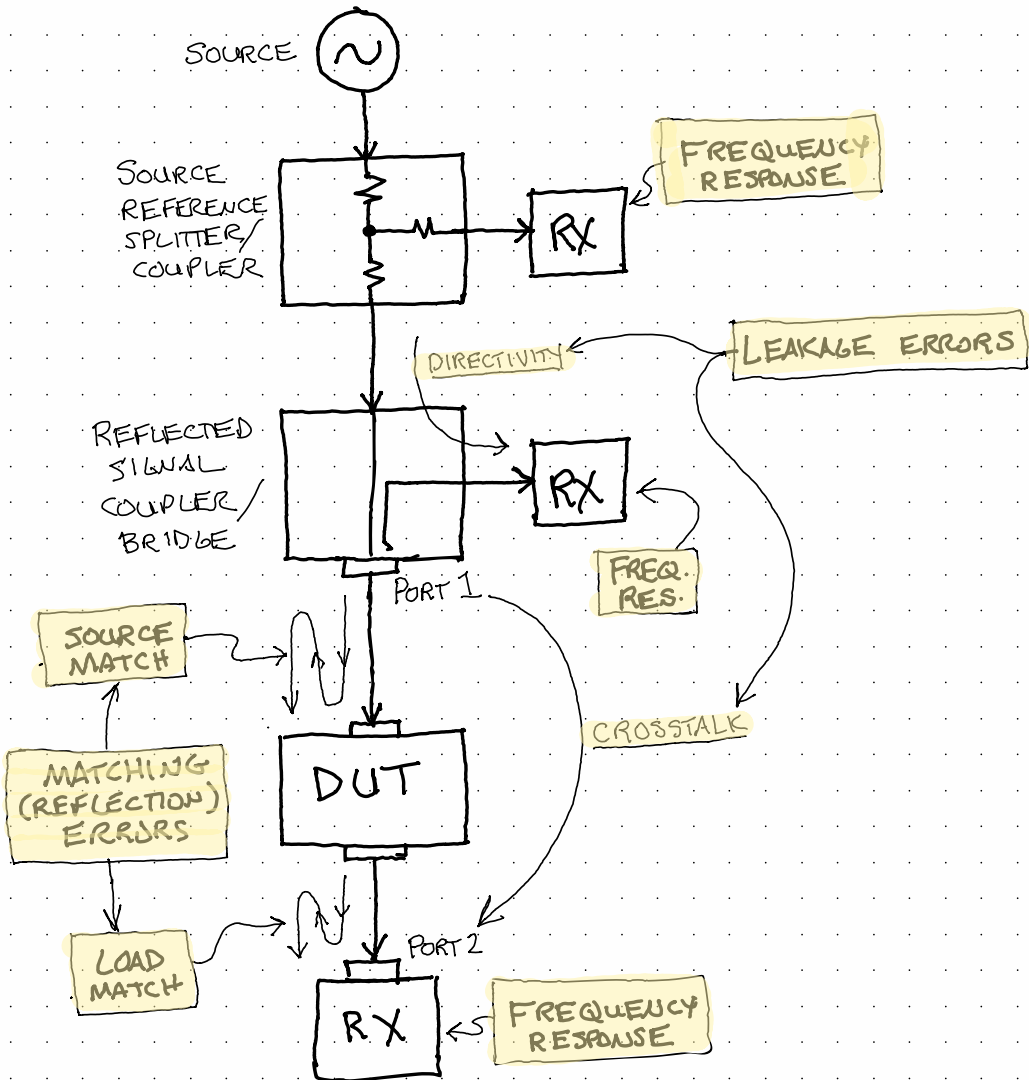 SOURCE
SOURCE
REFERENCE
SPLITTER/
COUPLER
RX
FREQUENCY
RESPONSE
DIRECTIVITY
LEAKAGE ERRORS
REFLECTED
SIGNAL
COUPLER/
BRIDGE
RX
FREQ.
RES.
PORT 1
SOURCE
MATCH
CROSSTALK
MATCHING
(REFLECTION)
ERRORS
DUT
LOAD
MATCH
PORT 2
RX
FREQUENCY
RESPONSE